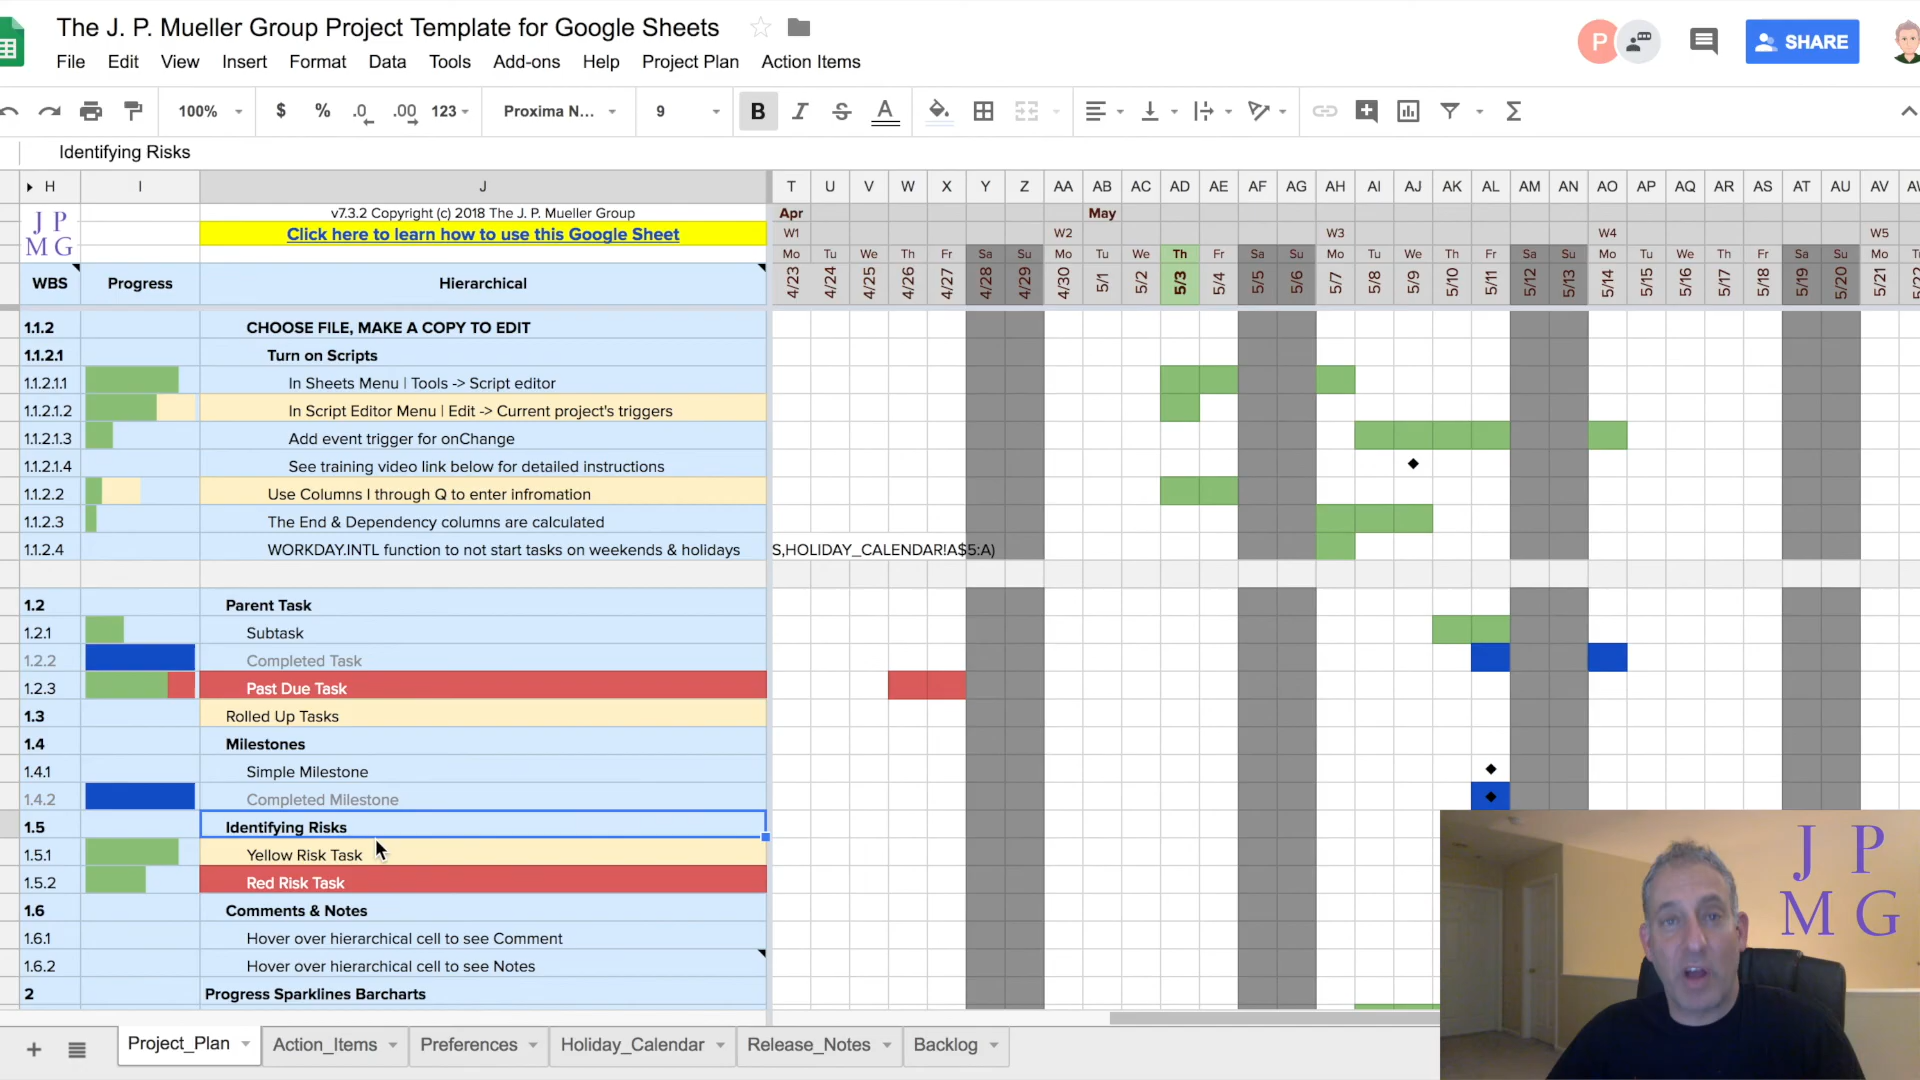 The J. P. Mueller Group Project Template for Google Sheets
P
SHARE
File Edit View Insert Format Data Tools Add-ons Help Project Plan Action Items
100% $ % .0 .00 123 Proxima N... 9 B I S A
Identifying Risks
H I J T U V W X Y Z AA AB AC AD AE AF AG AH AI AJ AK AL AM AN AO AP AQ AR AS AT AU AV
J P
M G
v7.3.2 Copyright (c) 2018 The J. P. Mueller Group
Apr May
Click here to learn how to use this Google Sheet
W1 W2 W3 W4 W5
Mo Tu We Th Fr Sa Su Mo Tu We Th Fr Sa Su Mo Tu We Th Fr Sa Su Mo Tu We Th Fr Sa Su Mo Tu
WBS Progress Hierarchical
4/23 4/24 4/25 4/26 4/27 4/28 4/29 4/30 5/1 5/2 5/3 5/4 5/5 5/6 5/7 5/8 5/9 5/10 5/11 5/12 5/13 5/14 5/15 5/16 5/17 5/18 5/19 5/20 5/21 5/22
1.1.2 CHOOSE FILE, MAKE A COPY TO EDIT
1.1.2.1 Turn on Scripts
1.1.2.1.1 In Sheets Menu | Tools -> Script editor
1.1.2.1.2 In Script Editor Menu | Edit -> Current project's triggers
1.1.2.1.3 Add event trigger for onChange
1.1.2.1.4 See training video link below for detailed instructions
1.1.2.2 Use Columns I through Q to enter infromation
1.1.2.3 The End & Dependency columns are calculated
1.1.2.4 WORKDAY.INTL function to not start tasks on weekends & holidays S,HOLIDAY_CALENDAR!A$5:A)
1.2 Parent Task
1.2.1 Subtask
1.2.2 Completed Task
1.2.3 Past Due Task
1.3 Rolled Up Tasks
1.4 Milestones
1.4.1 Simple Milestone
1.4.2 Completed Milestone
1.5 Identifying Risks
1.5.1 Yellow Risk Task
1.5.2 Red Risk Task
1.6 Comments & Notes
1.6.1 Hover over hierarchical cell to see Comment
1.6.2 Hover over hierarchical cell to see Notes
2 Progress Sparklines Barcharts
J P
M G
Project_Plan Action_Items Preferences Holiday_Calendar Release_Notes Backlog